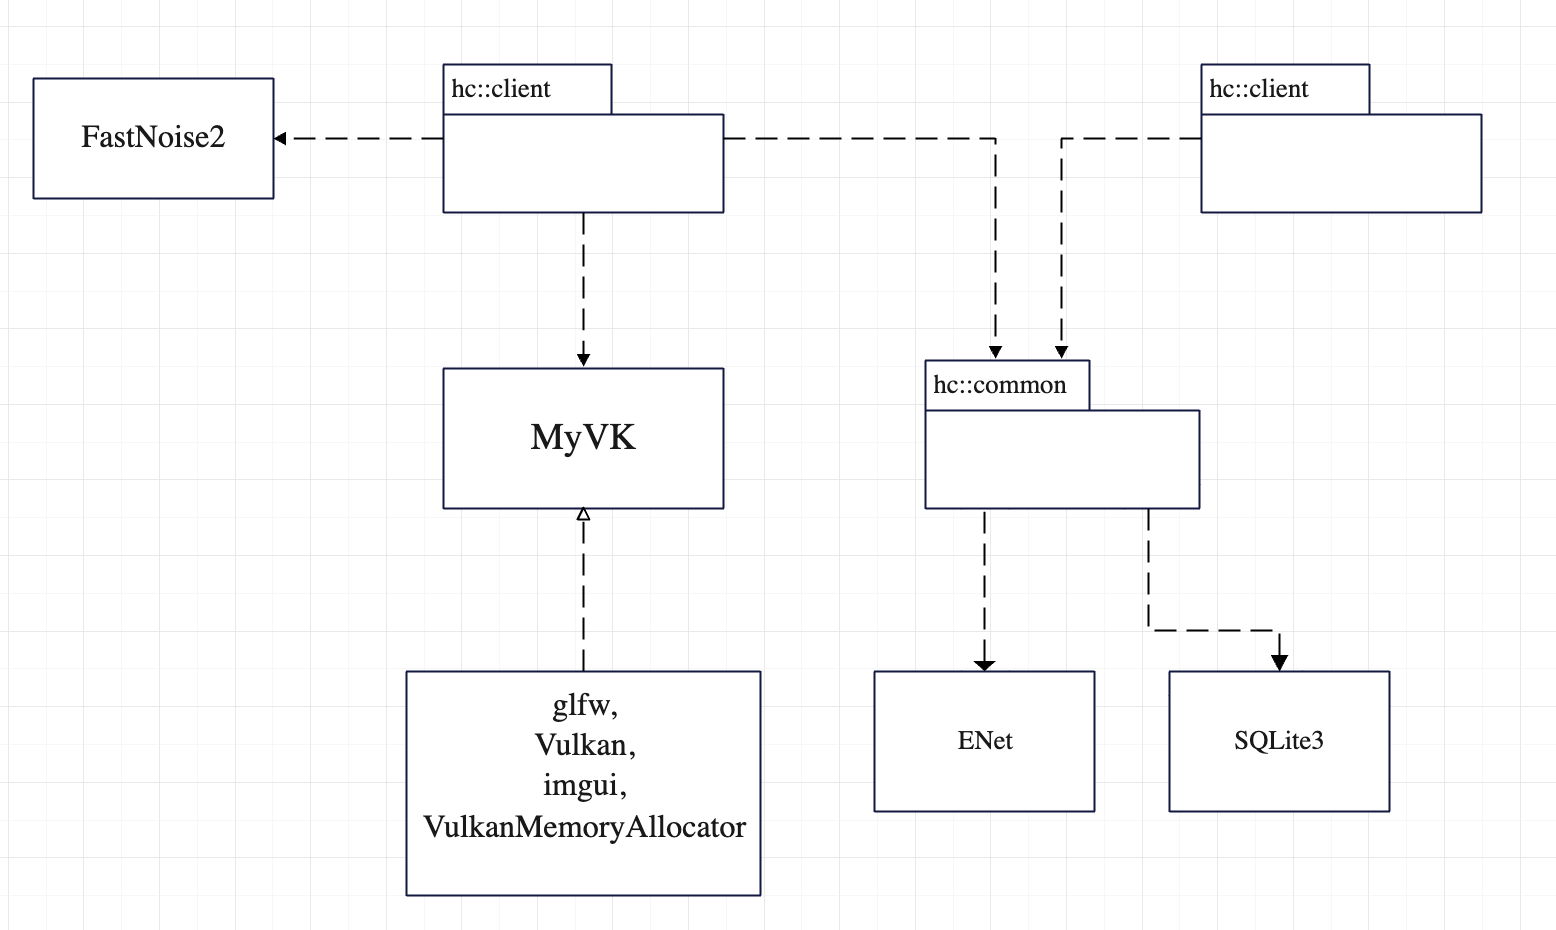 FastNoise2
hc::client
hc::client
MyVK
hc::common
glfw,
Vulkan,
imgui,
VulkanMemoryAllocator
ENet
SQLite3